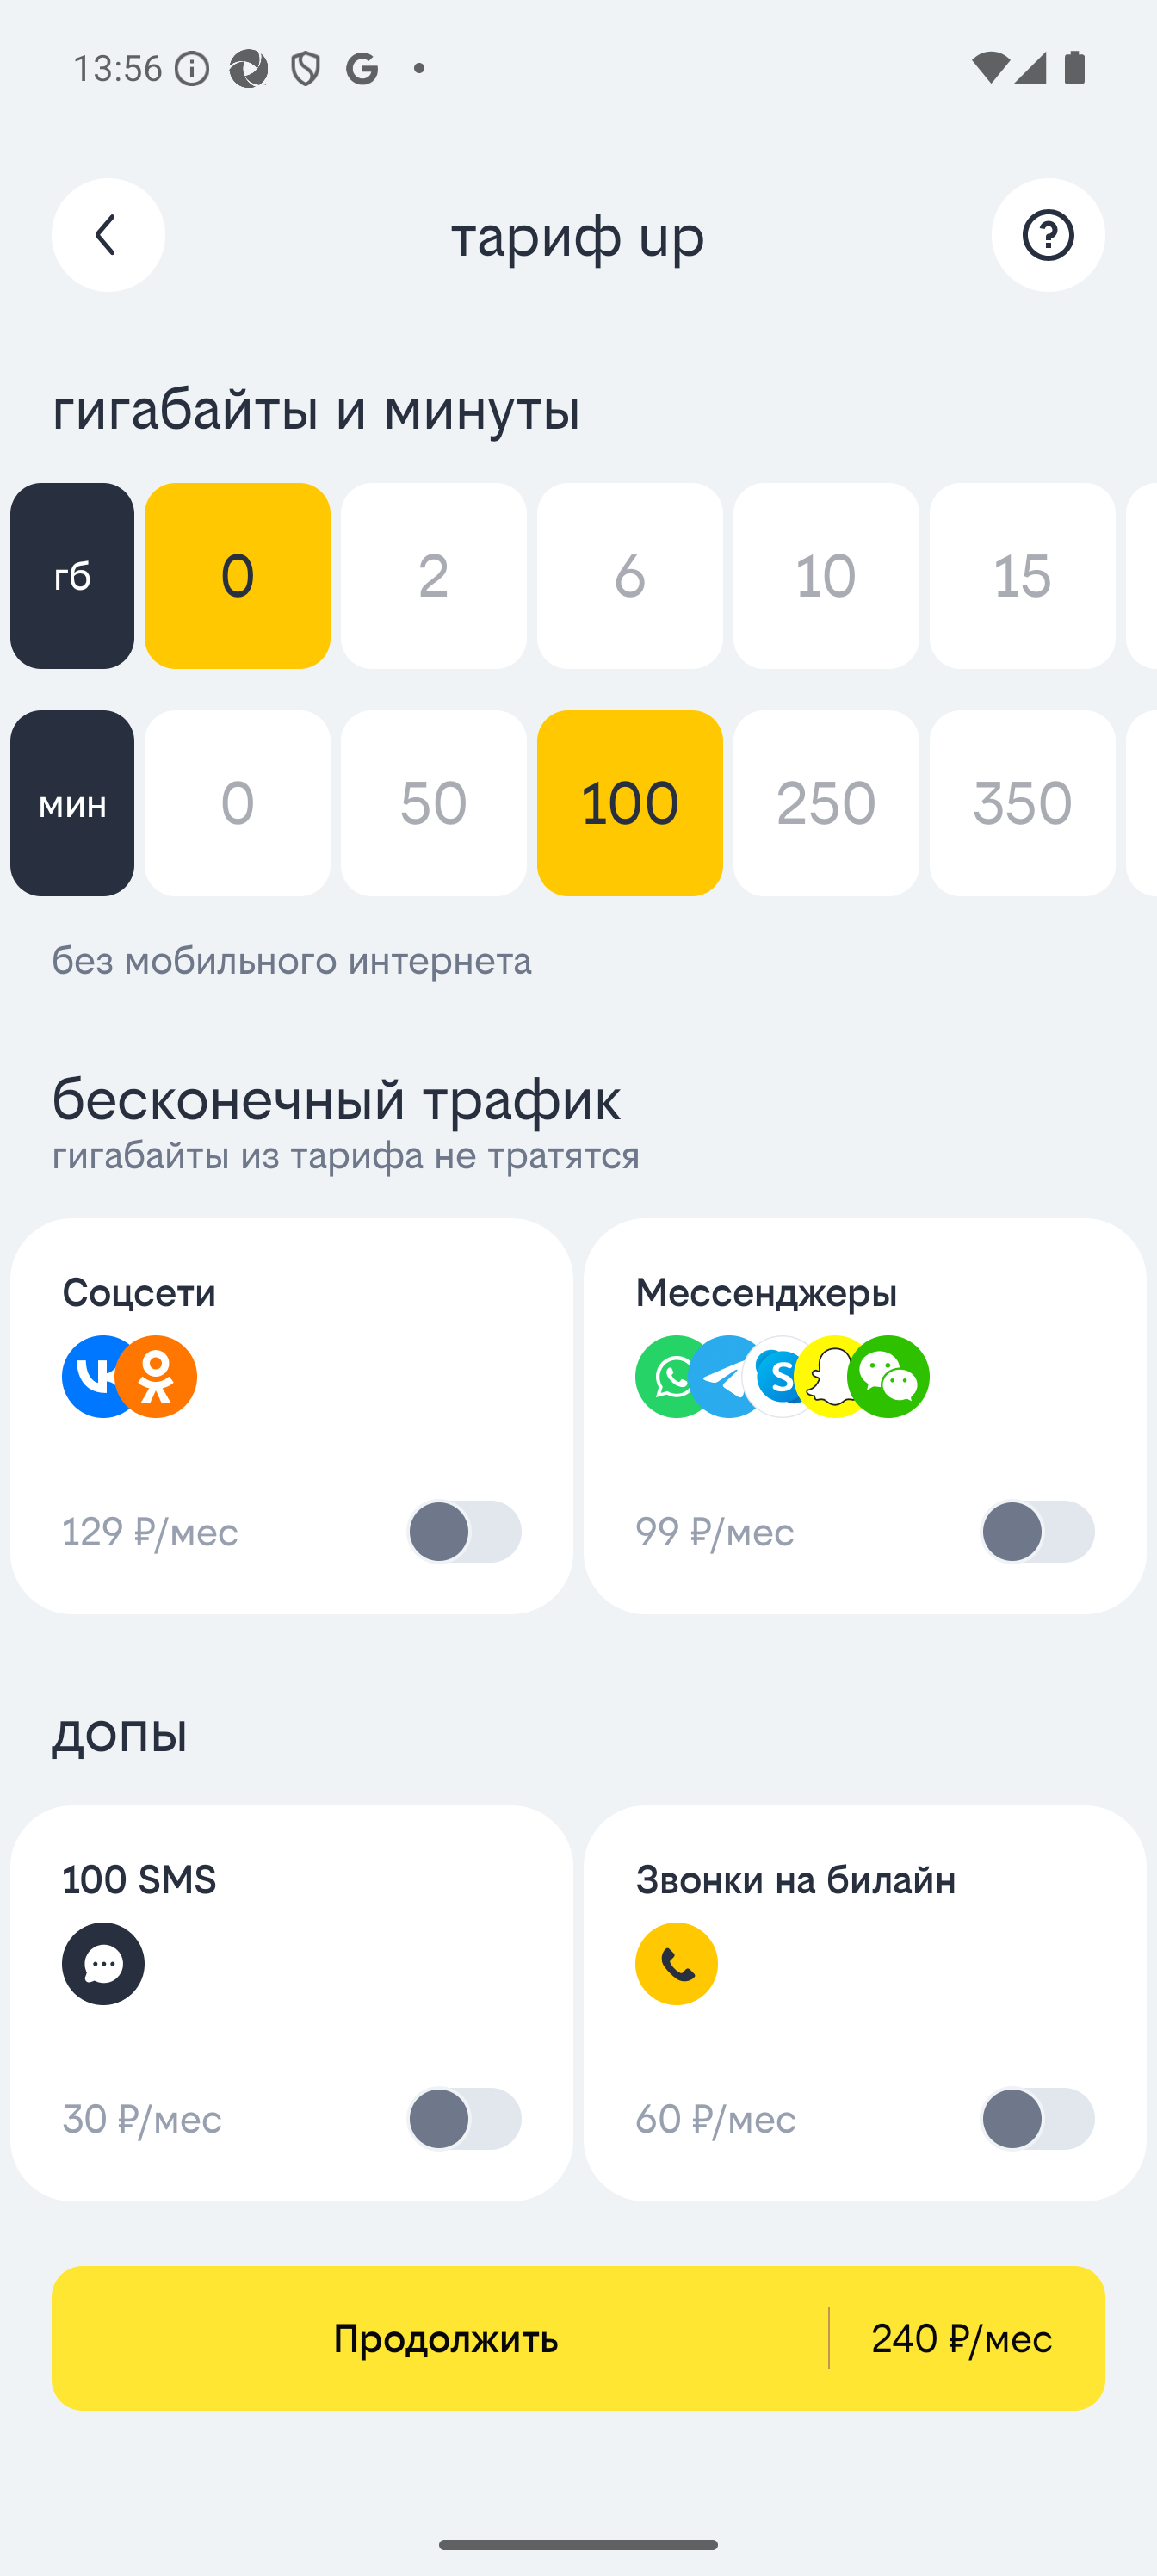 13:56
тариф up
гигабайты и минуты
гб 0 2 6 10 15
мин 0 50 100 250 350
без мобильного интернета
бесконечный трафик
гигабайты из тарифа не тратятся
Соцсети
129 ₽/мес
Мессенджеры
99 ₽/мес
допы
100 SMS
30 ₽/мес
Звонки на билайн
60 ₽/мес
Продолжить 240 ₽/мес